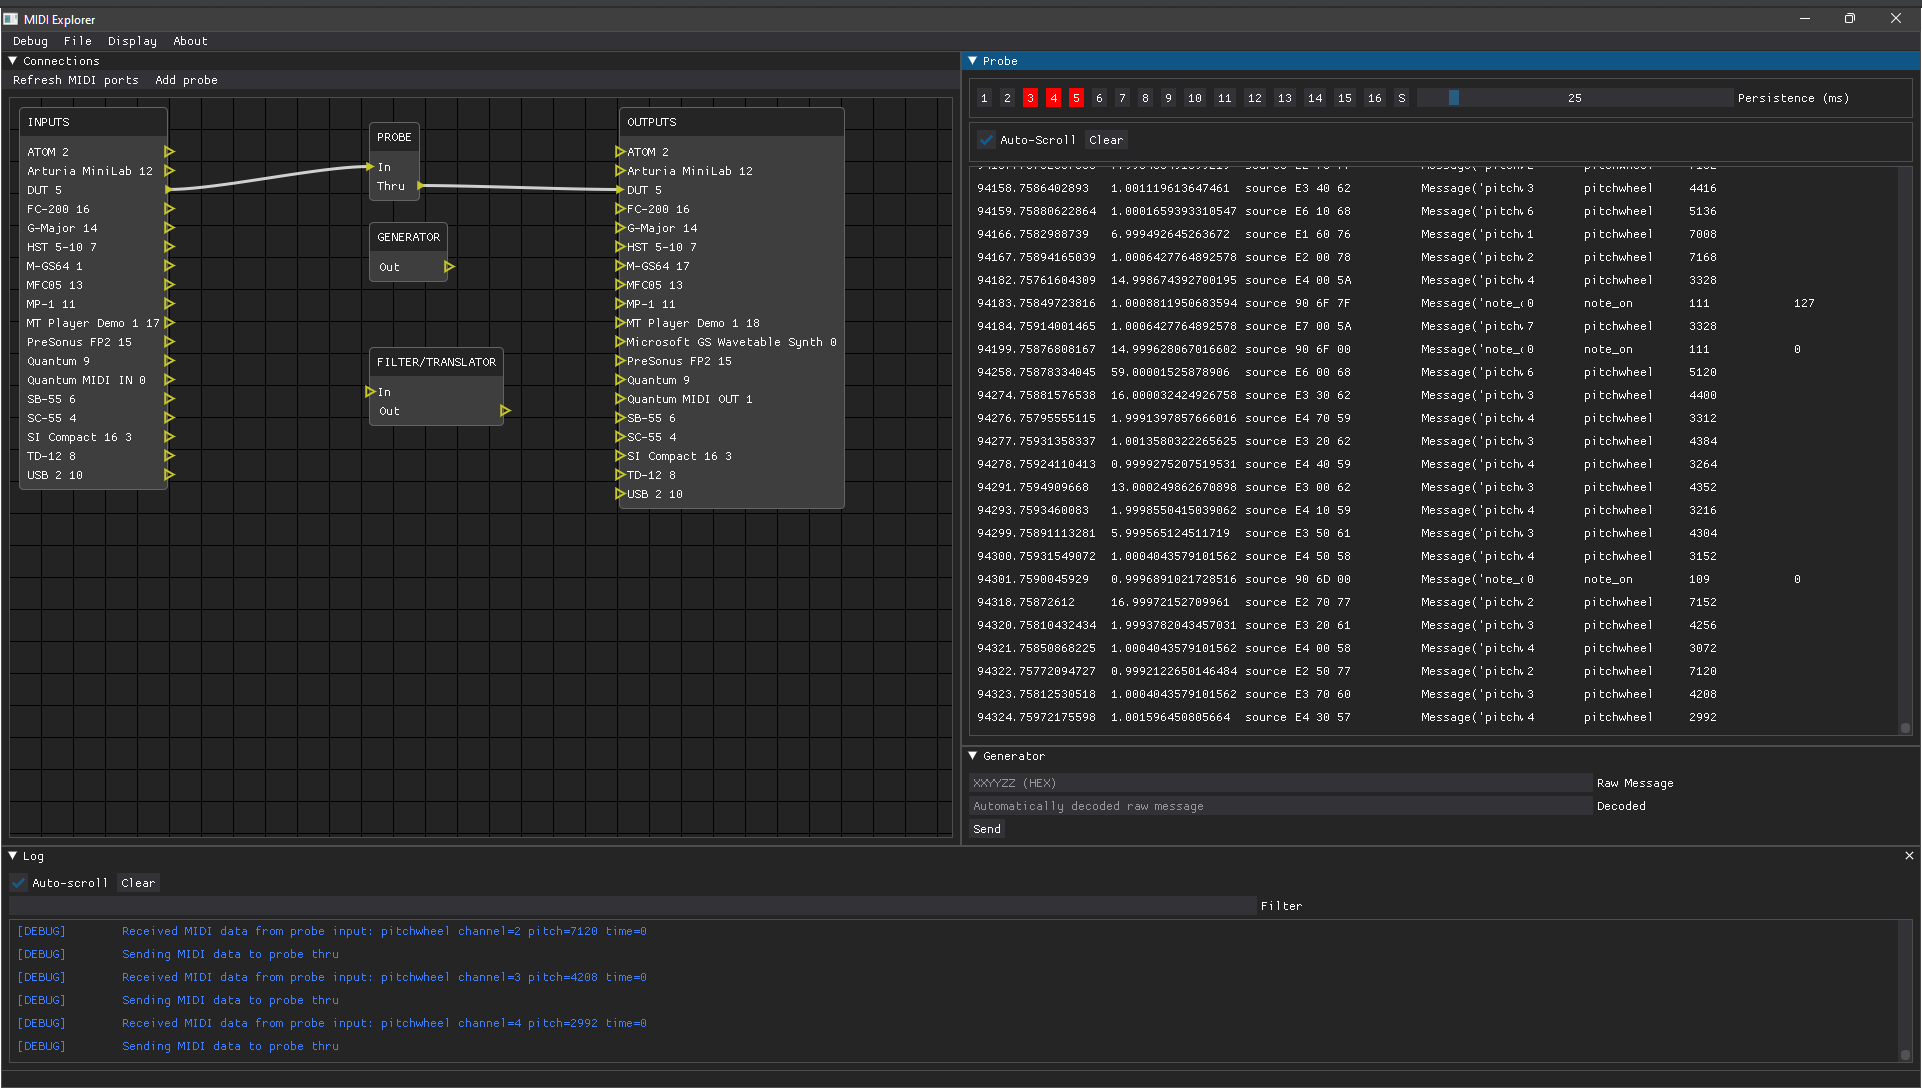 MIDI Explorer
Debug File Display About
Connections
Refresh MIDI ports Add probe
INPUTS
ATOM 2
Arturia MiniLab 12
DUT 5
FC-200 16
G-Major 14
HST 5-10 7
M-GS64 1
MFC05 13
MP-1 11
MT Player Demo 1 17
PreSonus FP2 15
Quantum 9
Quantum MIDI IN 0
SB-55 6
SC-55 4
SI Compact 16 3
TD-12 8
USB 2 10
PROBE
In
Thru
GENERATOR
Out
FILTER/TRANSLATOR
In
Out
OUTPUTS
ATOM 2
Arturia MiniLab 12
DUT 5
FC-200 16
G-Major 14
HST 5-10 7
M-GS64 17
MFC05 13
MP-1 11
MT Player Demo 1 18
Microsoft GS Wavetable Synth 0
PreSonus FP2 15
Quantum 9
Quantum MIDI OUT 1
SB-55 6
SC-55 4
SI Compact 16 3
TD-12 8
USB 2 10
Probe
1 2 3 4 5 6 7 8 9 10 11 12 13 14 15 16 S 25 Persistence (ms)
Auto-Scroll Clear
94158.7586402893 1.001119613647461 source E3 40 62 Message('pitchw 3 pitchwheel 4416
94159.75880622864 1.0001659393310547 source E6 10 68 Message('pitchw 6 pitchwheel 5136
94166.7582988739 6.999492645263672 source E1 60 76 Message('pitchw 1 pitchwheel 7008
94167.75894165039 1.0006427764892578 source E2 00 78 Message('pitchw 2 pitchwheel 7168
94182.75761604309 14.998674392700195 source E4 00 5A Message('pitchw 4 pitchwheel 3328
94183.75849723816 1.0008811950683594 source 90 6F 7F Message('note_o 0 note_on 111 127
94184.75914001465 1.0006427764892578 source E7 00 5A Message('pitchw 7 pitchwheel 3328
94199.75876808167 14.999628067016602 source 90 6F 00 Message('note_o 0 note_on 111 0
94258.75878334045 59.00001525878906 source E6 00 68 Message('pitchw 6 pitchwheel 5120
94274.75881576538 16.000032424926758 source E3 30 62 Message('pitchw 3 pitchwheel 4400
94276.75795555115 1.9991397857666016 source E4 70 59 Message('pitchw 4 pitchwheel 3312
94277.75931358337 1.0013580322265625 source E3 20 62 Message('pitchw 3 pitchwheel 4384
94278.75924110413 0.9999275207519531 source E4 40 59 Message('pitchw 4 pitchwheel 3264
94291.7594909668 13.000249862670898 source E3 00 62 Message('pitchw 3 pitchwheel 4352
94293.7593460083 1.9998550415039062 source E4 10 59 Message('pitchw 4 pitchwheel 3216
94299.75891113281 5.999565124511719 source E3 50 61 Message('pitchw 3 pitchwheel 4304
94300.75931549072 1.0004043579101562 source E4 50 58 Message('pitchw 4 pitchwheel 3152
94301.7590045929 0.9996891021728516 source 90 6D 00 Message('note_o 0 note_on 109 0
94318.75872612 16.99972152709961 source E2 70 77 Message('pitchw 2 pitchwheel 7152
94320.75810432434 1.9993782043457031 source E3 20 61 Message('pitchw 3 pitchwheel 4256
94321.75850868225 1.0004043579101562 source E4 00 58 Message('pitchw 4 pitchwheel 3072
94322.75772094727 0.9992122650146484 source E2 50 77 Message('pitchw 2 pitchwheel 7120
94323.75812530518 1.0004043579101562 source E3 70 60 Message('pitchw 3 pitchwheel 4208
94324.75972175598 1.001596450805664 source E4 30 57 Message('pitchw 4 pitchwheel 2992
Generator
XXYYZZ (HEX) Raw Message
Automatically decoded raw message Decoded
Send
Log
Auto-scroll Clear
Filter
[DEBUG] Received MIDI data from probe input: pitchwheel channel=2 pitch=7120 time=0
[DEBUG] Sending MIDI data to probe thru
[DEBUG] Received MIDI data from probe input: pitchwheel channel=3 pitch=4208 time=0
[DEBUG] Sending MIDI data to probe thru
[DEBUG] Received MIDI data from probe input: pitchwheel channel=4 pitch=2992 time=0
[DEBUG] Sending MIDI data to probe thru